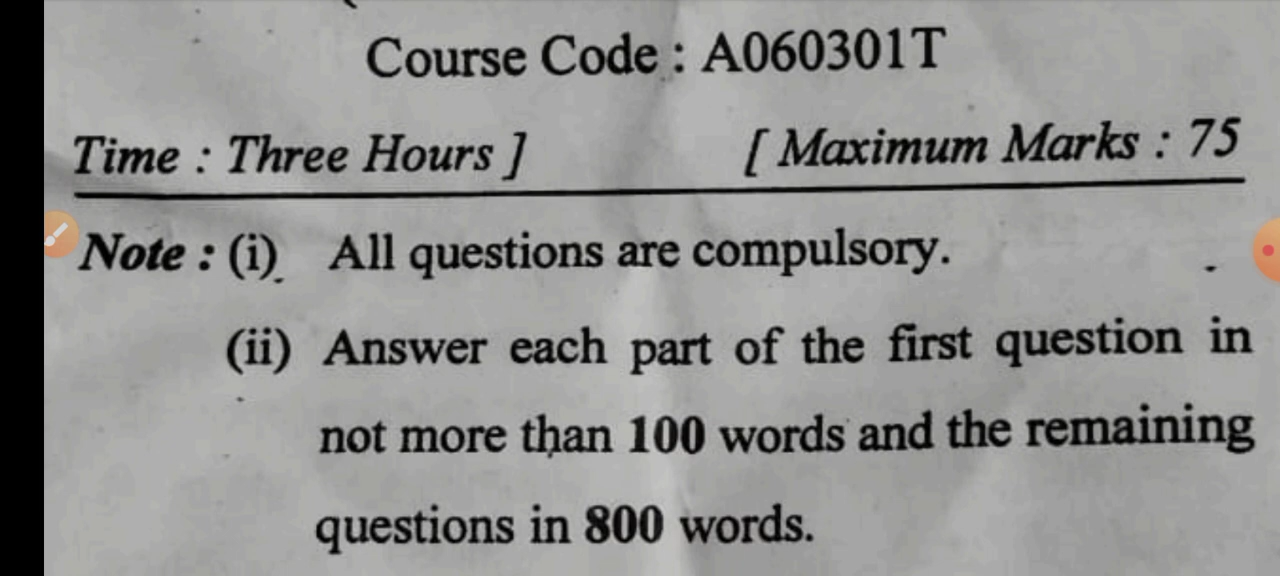 Course Code : A060301T
Time : Three Hours ] [ Maximum Marks : 75
Note : (i) All questions are compulsory.
(ii) Answer each part of the first question in
not more than 100 words and the remaining
questions in 800 words.